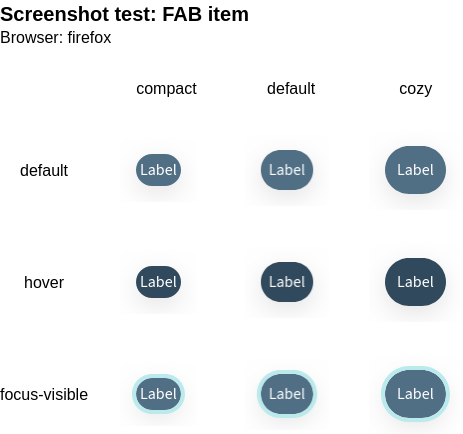 Screenshot test: FAB item
Browser: firefox
compact default cozy
default Label Label Label
hover Label Label Label
focus-visible Label Label Label